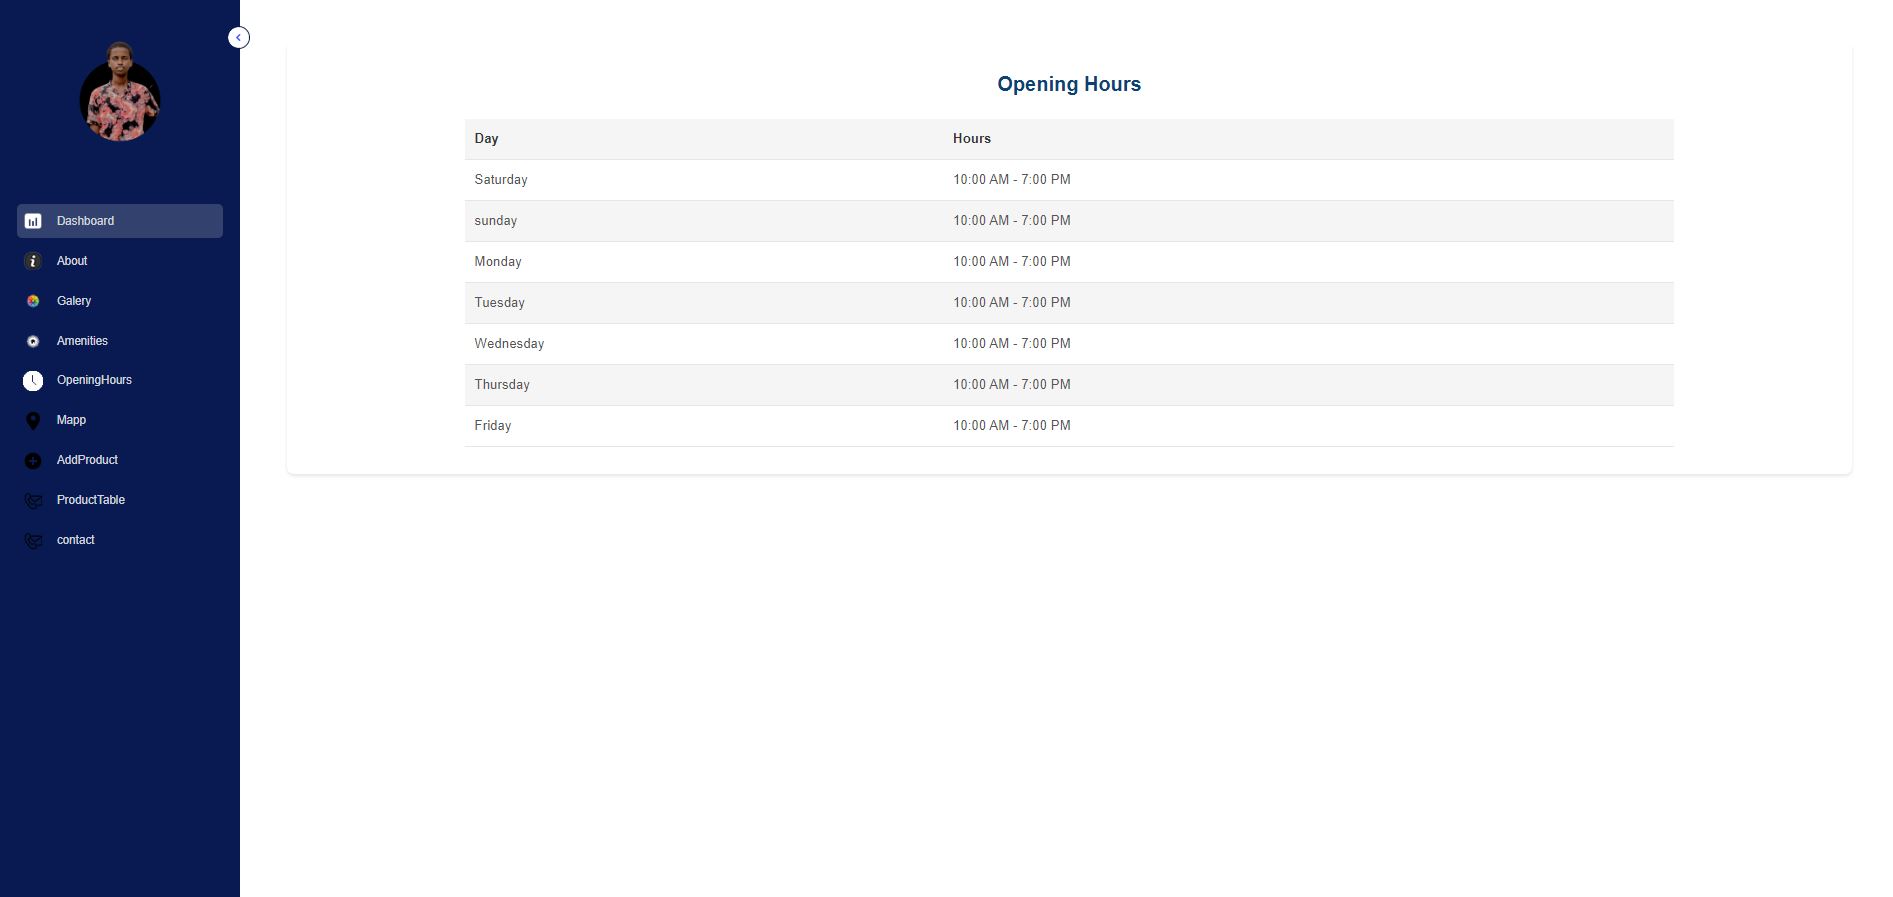 Dashboard
About
Galery
Amenities
OpeningHours
Mapp
AddProduct
ProductTable
contact
Opening Hours
Day Hours
Saturday 10:00 AM - 7:00 PM
sunday 10:00 AM - 7:00 PM
Monday 10:00 AM - 7:00 PM
Tuesday 10:00 AM - 7:00 PM
Wednesday 10:00 AM - 7:00 PM
Thursday 10:00 AM - 7:00 PM
Friday 10:00 AM - 7:00 PM